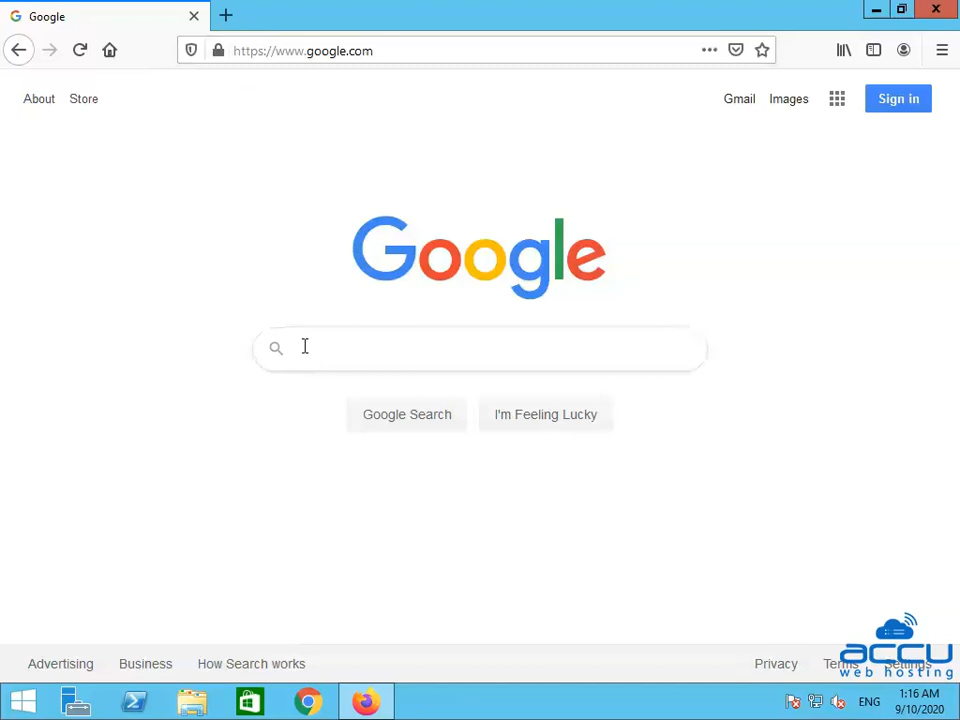 Google
https://www.google.com
About Store
Gmail Images Sign in
Google
Google Search I'm Feeling Lucky
Advertising Business How Search works
Privacy Terms Settings
accu
web hosting
ENG
1:16 AM
9/10/2020